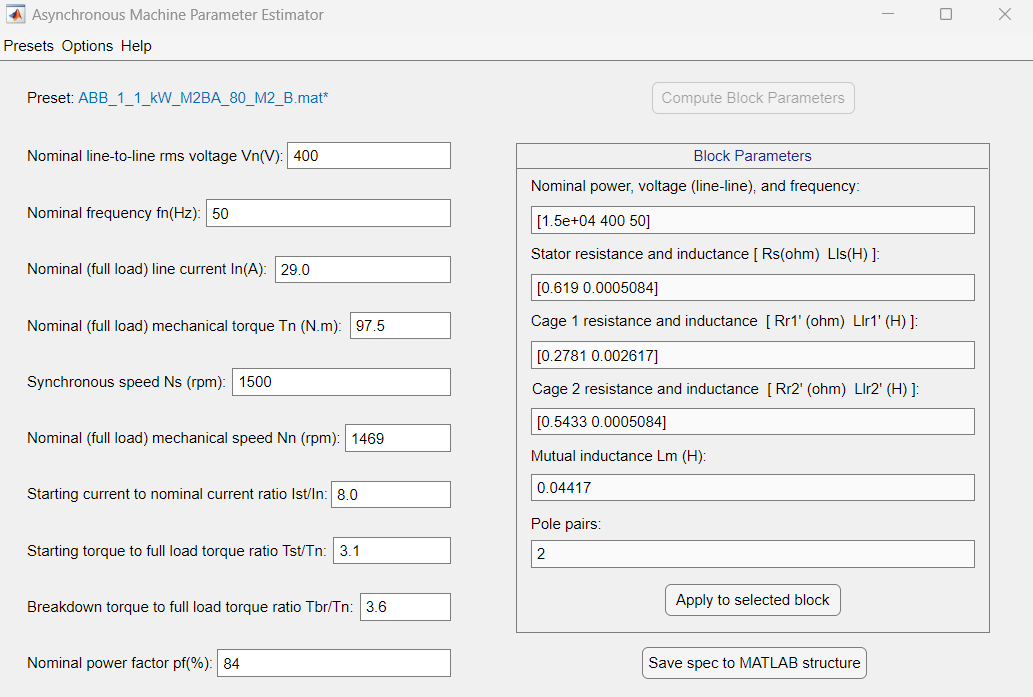 Asynchronous Machine Parameter Estimator
Presets Options Help
Preset: ABB_1_1_kW_M2BA_80_M2_B.mat*
Nominal line-to-line rms voltage Vn(V): 400
Nominal frequency fn(Hz): 50
Nominal (full load) line current In(A): 29.0
Nominal (full load) mechanical torque Tn (N.m): 97.5
Synchronous speed Ns (rpm): 1500
Nominal (full load) mechanical speed Nn (rpm): 1469
Starting current to nominal current ratio Ist/In: 8.0
Starting torque to full load torque ratio Tst/Tn: 3.1
Breakdown torque to full load torque ratio Tbr/Tn: 3.6
Nominal power factor pf(%): 84
Compute Block Parameters
Block Parameters
Nominal power, voltage (line-line), and frequency:
[1.5e+04 400 50]
Stator resistance and inductance [ Rs(ohm) Lls(H) ]:
[0.619 0.0005084]
Cage 1 resistance and inductance [ Rr1' (ohm) Llr1' (H) ]:
[0.2781 0.002617]
Cage 2 resistance and inductance [ Rr2' (ohm) Llr2' (H) ]:
[0.5433 0.0005084]
Mutual inductance Lm (H):
0.04417
Pole pairs:
2
Apply to selected block
Save spec to MATLAB structure